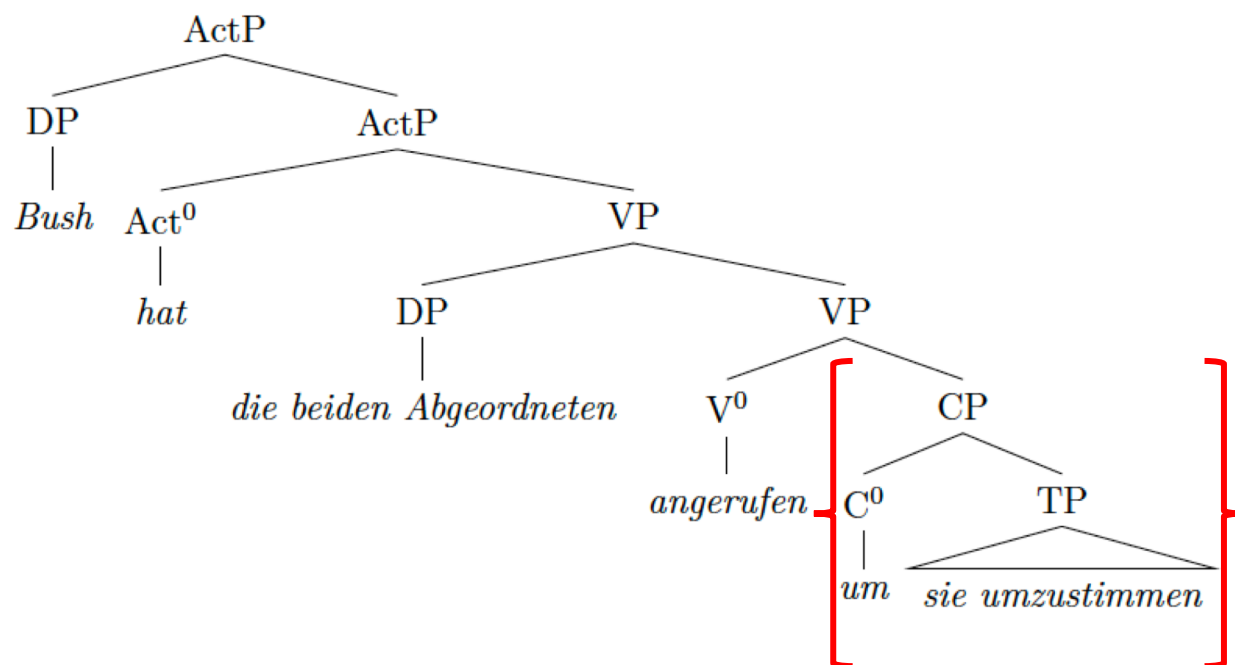 ActP
DP ActP
Bush Act⁰ VP
hat DP VP
die beiden Abgeordneten V⁰ CP
angerufen C⁰ TP
um sie umzustimmen